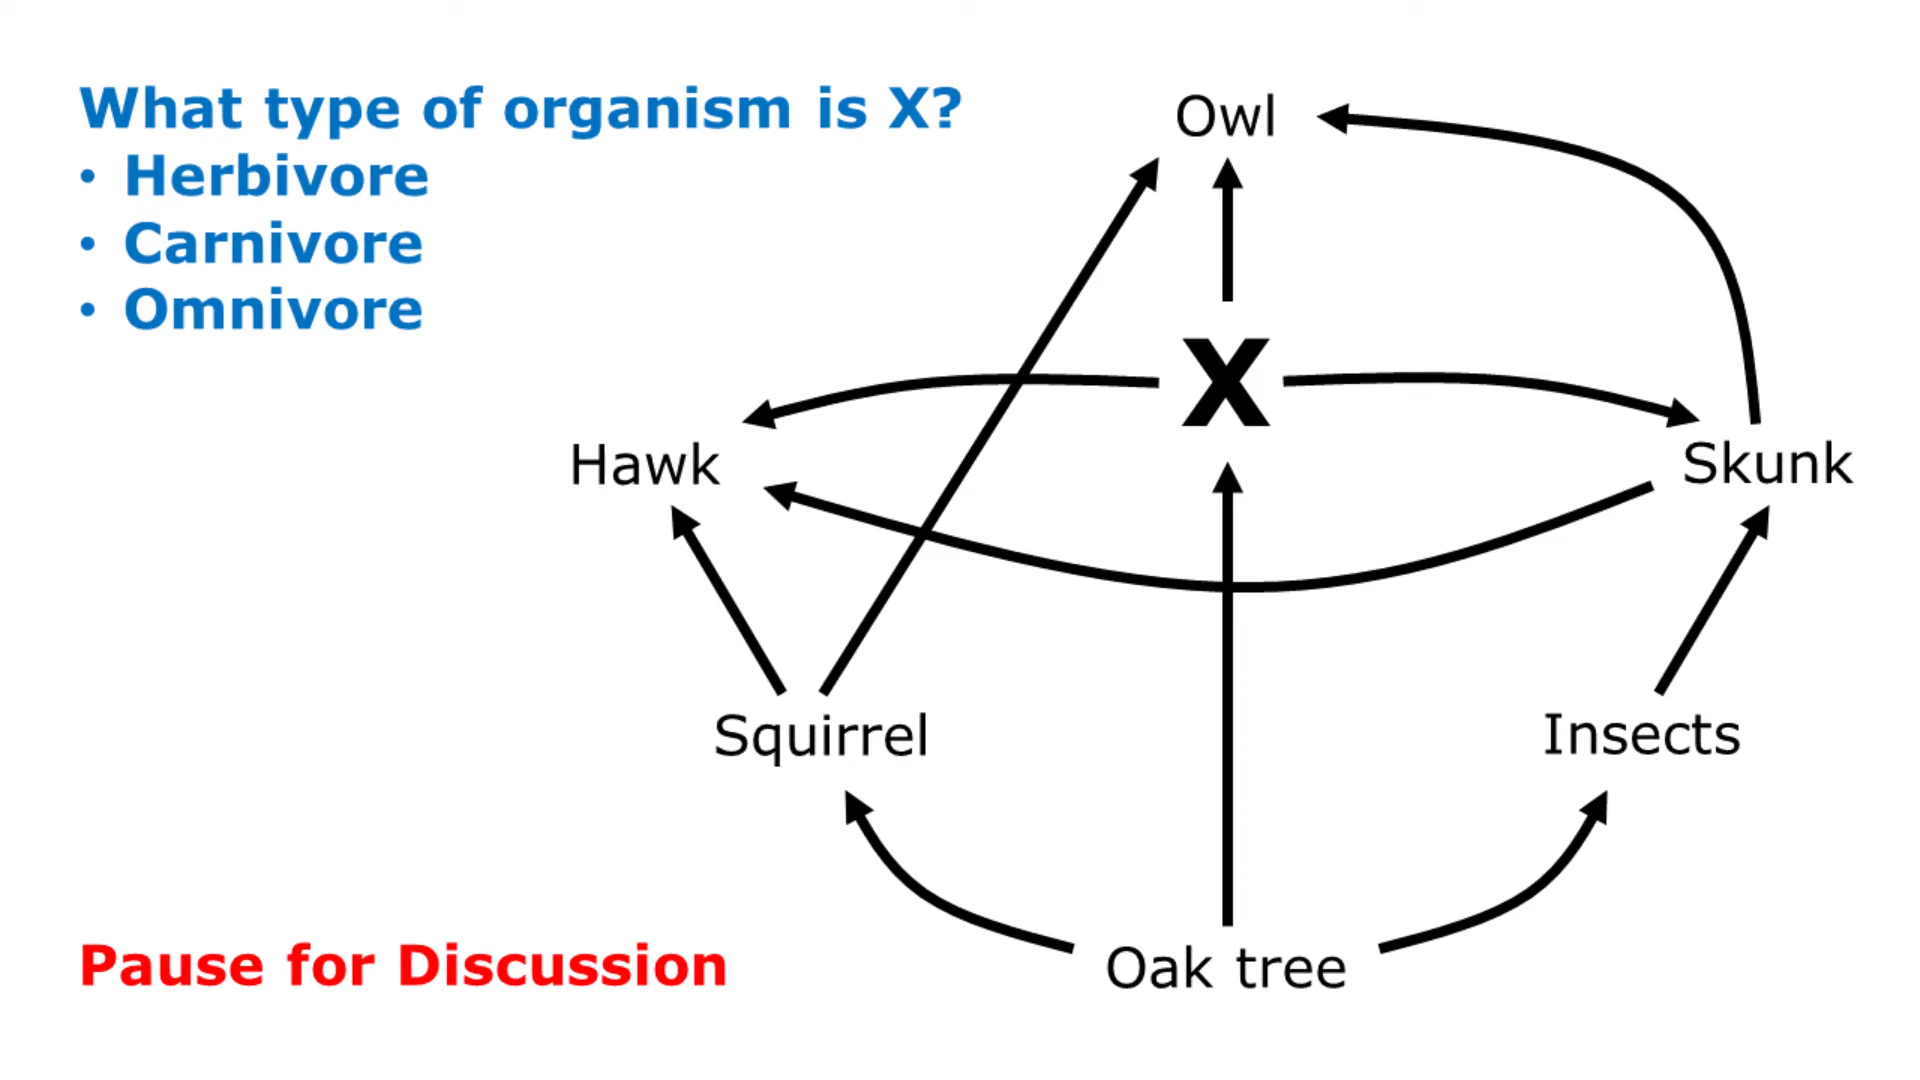 What type of organism is X?
• Herbivore
• Carnivore
• Omnivore
Owl
X
Hawk
Skunk
Squirrel
Insects
Oak tree
Pause for Discussion